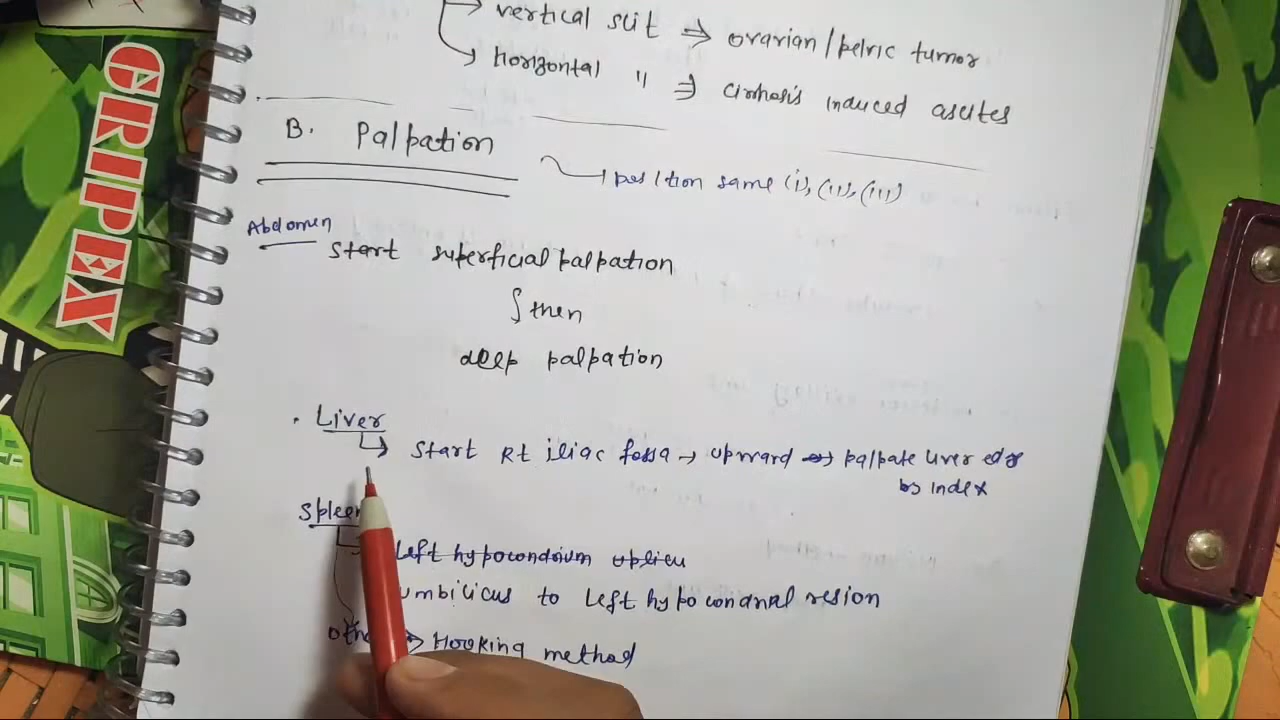 vertical slit → ovarian/pelvic tumor
Horizontal " ⇒ Cirrhosis induced ascites
B. Palpation
position same (i), (ii), (iii)
Abdomen
Start superficial palpation
then
deep palpation
Liver
Start Rt iliac fossa → upward → palpate liver edge
by index
Spleen
Left hypocondrium
umbilicus to Left hypocondrial resion
Hooking method
CRIPEX